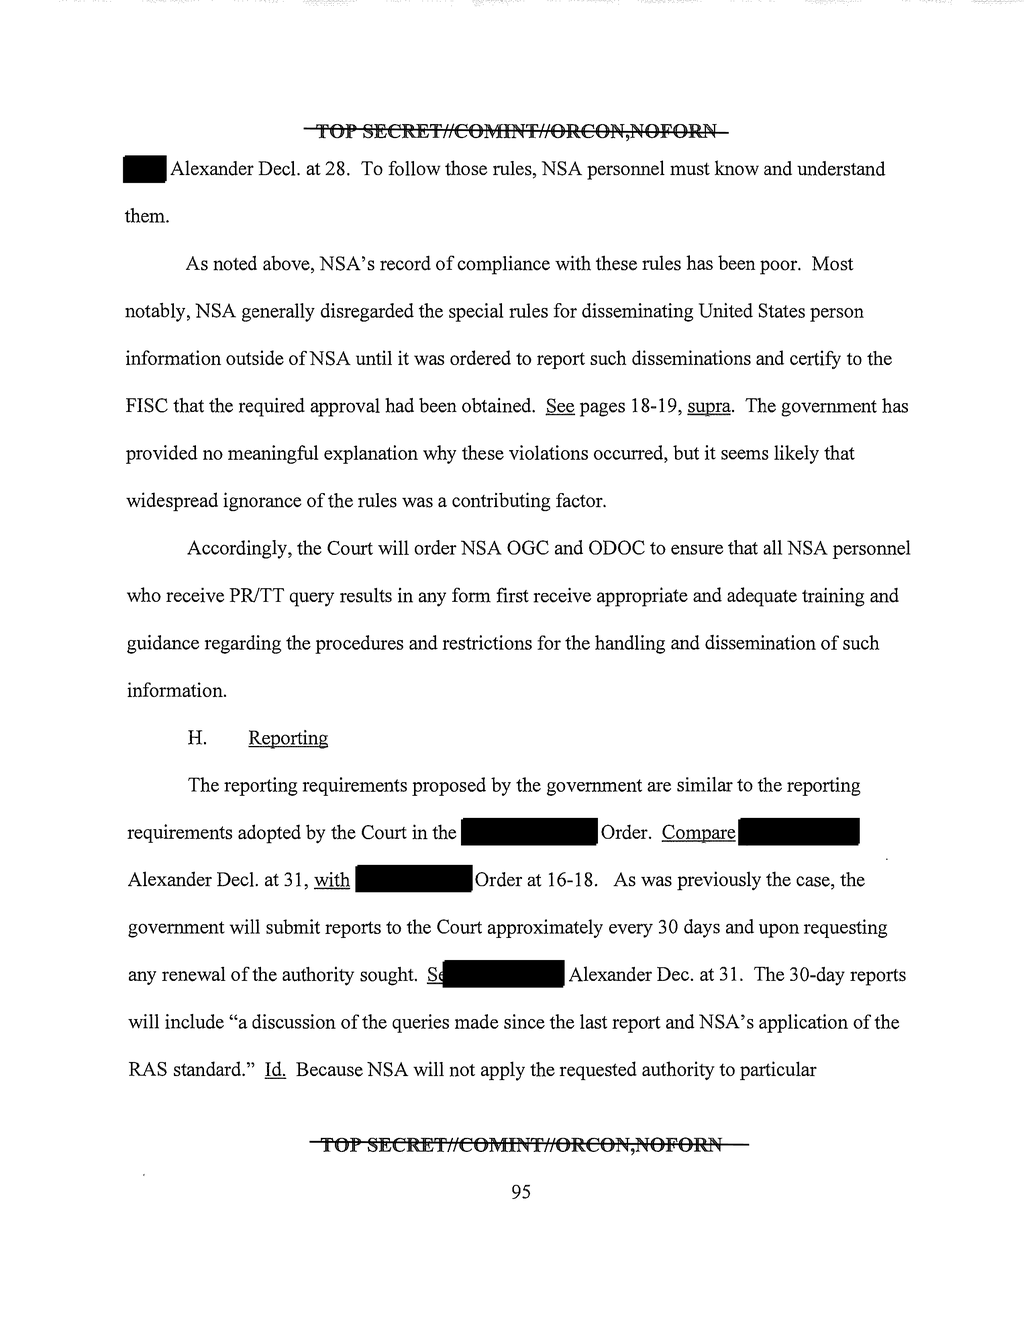 TOP SECRET//COMINT//ORCON,NOFORN
Alexander Decl. at 28. To follow those rules, NSA personnel must know and understand
them.
As noted above, NSA's record of compliance with these rules has been poor. Most
notably, NSA generally disregarded the special rules for disseminating United States person
information outside of NSA until it was ordered to report such disseminations and certify to the
FISC that the required approval had been obtained. See pages 18-19, supra. The government has
provided no meaningful explanation why these violations occurred, but it seems likely that
widespread ignorance of the rules was a contributing factor.
Accordingly, the Court will order NSA OGC and ODOC to ensure that all NSA personnel
who receive PR/TT query results in any form first receive appropriate and adequate training and
guidance regarding the procedures and restrictions for the handling and dissemination of such
information.
H. Reporting
The reporting requirements proposed by the government are similar to the reporting
requirements adopted by the Court in the Order. Compare
Alexander Decl. at 31, with Order at 16-18. As was previously the case, the
government will submit reports to the Court approximately every 30 days and upon requesting
any renewal of the authority sought. Alexander Dec. at 31. The 30-day reports
will include "a discussion of the queries made since the last report and NSA's application of the
RAS standard." Id. Because NSA will not apply the requested authority to particular
TOP SECRET//COMINT//ORCON,NOFORN
95